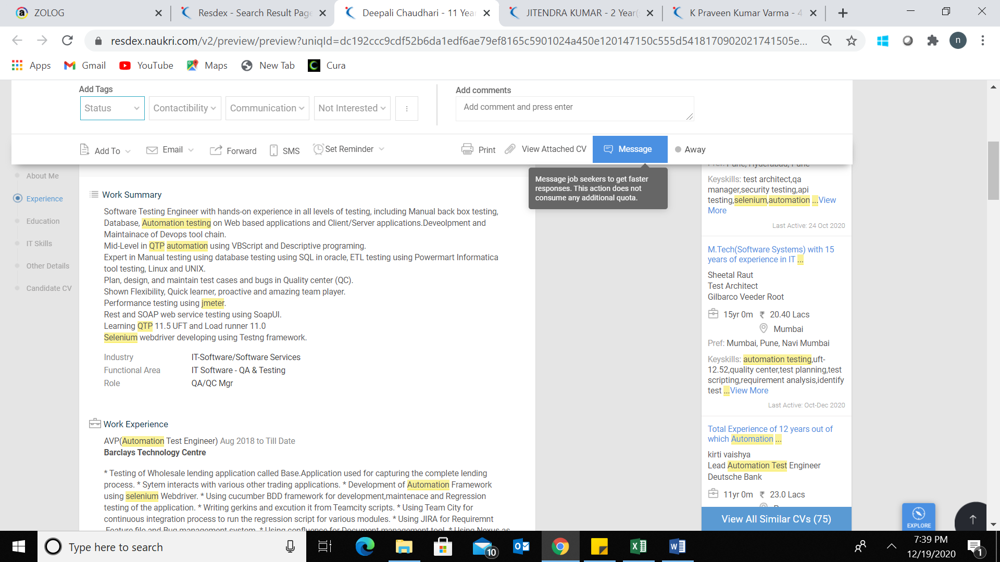 ZOLOG
Resdex - Search Result Page
Deepali Chaudhari - 11 Year
JITENDRA KUMAR - 2 Year(
K Praveen Kumar Varma - 4
resdex.naukri.com/v2/preview/preview?uniqId=dc192ccc9cdf52b6da1edf6ae79ef8165c5901024a450e120147150c555d5418170902021741505e...
n
Apps
Gmail
YouTube
Maps
New Tab
Cura
Add Tags
Status
Contactibility
Communication
Not Interested
Add comments
Add comment and press enter
Add To
Email
Forward
SMS
Set Reminder
Print
View Attached CV
Message
Away
Message job seekers to get faster
responses. This action does not
consume any additional quota.
About Me
Experience
Education
IT Skills
Other Details
Candidate CV
Work Summary
Software Testing Engineer with hands-on experience in all levels of testing, including Manual back box testing,
Database, Automation testing on Web based applications and Client/Server applications.Deveolpment and
Maintainace of Devops tool chain.
Mid-Level in QTP automation using VBScript and Descriptive programing.
Expert in Manual testing using database testing using SQL in oracle, ETL testing using Powermart Informatica
tool testing, Linux and UNIX.
Plan, design, and maintain test cases and bugs in Quality center (QC).
Shown Flexibility, Quick learner, proactive and amazing team player.
Performance testing using jmeter.
Rest and SOAP web service testing using SoapUI.
Learning QTP 11.5 UFT and Load runner 11.0
Selenium webdriver developing using Testng framework.
Industry IT-Software/Software Services
Functional Area IT Software - QA & Testing
Role QA/QC Mgr
Work Experience
AVP(Automation Test Engineer) Aug 2018 to Till Date
Barclays Technology Centre
* Testing of Wholesale lending application called Base.Application used for capturing the complete lending
process. * Sytem interacts with various other trading applications. * Development of Automation Framework
using selenium Webdriver. * Using cucumber BDD framework for development,maintenace and Regression
testing of the application. * Writing gerkins and excution it from Teamcity scripts. * Using Team City for
continuous integration process to run the regression script for various modules. * Using JIRA for Requiremnt
Feature file and Bug management system. * Using confluence for Document management tool. * Using Nexus as
Pref: Pune, Hyderabad, Pune
Keyskills: test architect,qa
manager,security testing,api
testing,selenium,automation ...View
More
Last Active: 24 Oct 2020
M.Tech(Software Systems) with 15
years of experience in IT ...
Sheetal Raut
Test Architect
Gilbarco Veeder Root
15yr 0m ₹ 20.40 Lacs
Mumbai
Pref: Mumbai, Pune, Navi Mumbai
Keyskills: automation testing,uft-
12.52,quality center,test planning,test
scripting,requirement analysis,identify
test ...View More
Last Active: Oct-Dec 2020
Total Experience of 12 years out of
which Automation ...
kirti vaishya
Lead Automation Test Engineer
Deutsche Bank
11yr 0m ₹ 23.0 Lacs
View All Similar CVs (75)
EXPLORE
Type here to search
10
7:39 PM
12/19/2020
1